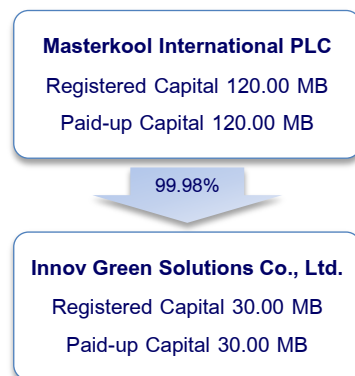 Masterkool International PLC
Registered Capital 120.00 MB
Paid-up Capital 120.00 MB
99.98%
Innov Green Solutions Co., Ltd.
Registered Capital 30.00 MB
Paid-up Capital 30.00 MB